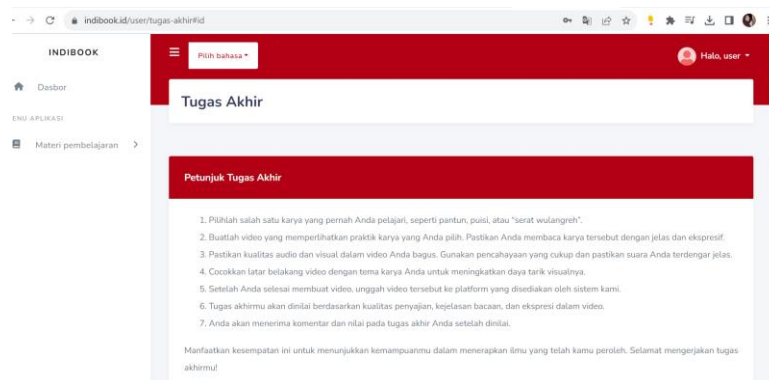 indibook.id/user/tugas-akhir#id
INDIBOOK
Pilih bahasa
Halo, user
Dasbor
Tugas Akhir
ENU APLIKASI
Materi pembelajaran
Petunjuk Tugas Akhir
1. Pilihlah salah satu karya yang pernah Anda pelajari, seperti pantun, puisi, atau "serat wulangreh".
2. Buatlah video yang memperlihatkan praktik karya yang Anda pilih. Pastikan Anda membaca karya tersebut dengan jelas dan ekspresif.
3. Pastikan kualitas audio dan visual dalam video Anda bagus. Gunakan pencahayaan yang cukup dan pastikan suara Anda terdengar jelas.
4. Cocokkan latar belakang video dengan tema karya Anda untuk meningkatkan daya tarik visualnya.
5. Setelah Anda selesai membuat video, unggah video tersebut ke platform yang disediakan oleh sistem kami.
6. Tugas akhirmu akan dinilai berdasarkan kualitas penyajian, kejelasan bacaan, dan ekspresi dalam video.
7. Anda akan menerima komentar dan nilai pada tugas akhir Anda setelah dinilai.
Manfaatkan kesempatan ini untuk menunjukkan kemampuanmu dalam menerapkan ilmu yang telah kamu peroleh. Selamat mengerjakan tugas
akhirmu!